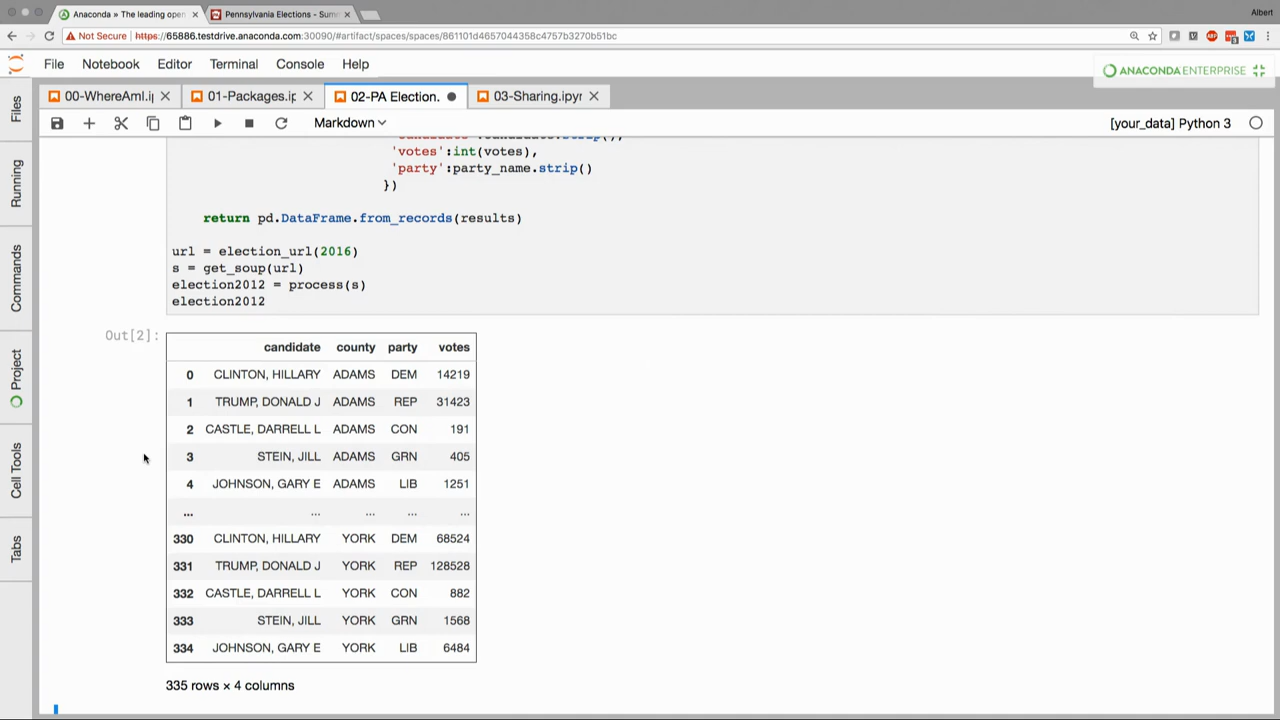 Anaconda » The leading open
Pennsylvania Elections - Sum
Albert
Not Secure | https://65886.testdrive.anaconda.com:30090/#artifact/spaces/spaces/861101d4657044358c4757b3270b51bc
File Notebook Editor Terminal Console Help
ANACONDA ENTERPRISE
00-WhereAmI.i
01-Packages.ip
02-PA Election.
03-Sharing.ipyr
Markdown
[your_data] Python 3
Files
Running
Commands
Project
Cell Tools
Tabs
'candidate':candidate.strip(),
'votes':int(votes),
'party':party_name.strip()
})
return pd.DataFrame.from_records(results)
url = election_url(2016)
s = get_soup(url)
election2012 = process(s)
election2012
Out[2]:
candidate county party votes
0 CLINTON, HILLARY ADAMS DEM 14219
1 TRUMP, DONALD J ADAMS REP 31423
2 CASTLE, DARRELL L ADAMS CON 191
3 STEIN, JILL ADAMS GRN 405
4 JOHNSON, GARY E ADAMS LIB 1251
... ... ... ... ...
330 CLINTON, HILLARY YORK DEM 68524
331 TRUMP, DONALD J YORK REP 128528
332 CASTLE, DARRELL L YORK CON 882
333 STEIN, JILL YORK GRN 1568
334 JOHNSON, GARY E YORK LIB 6484
335 rows × 4 columns